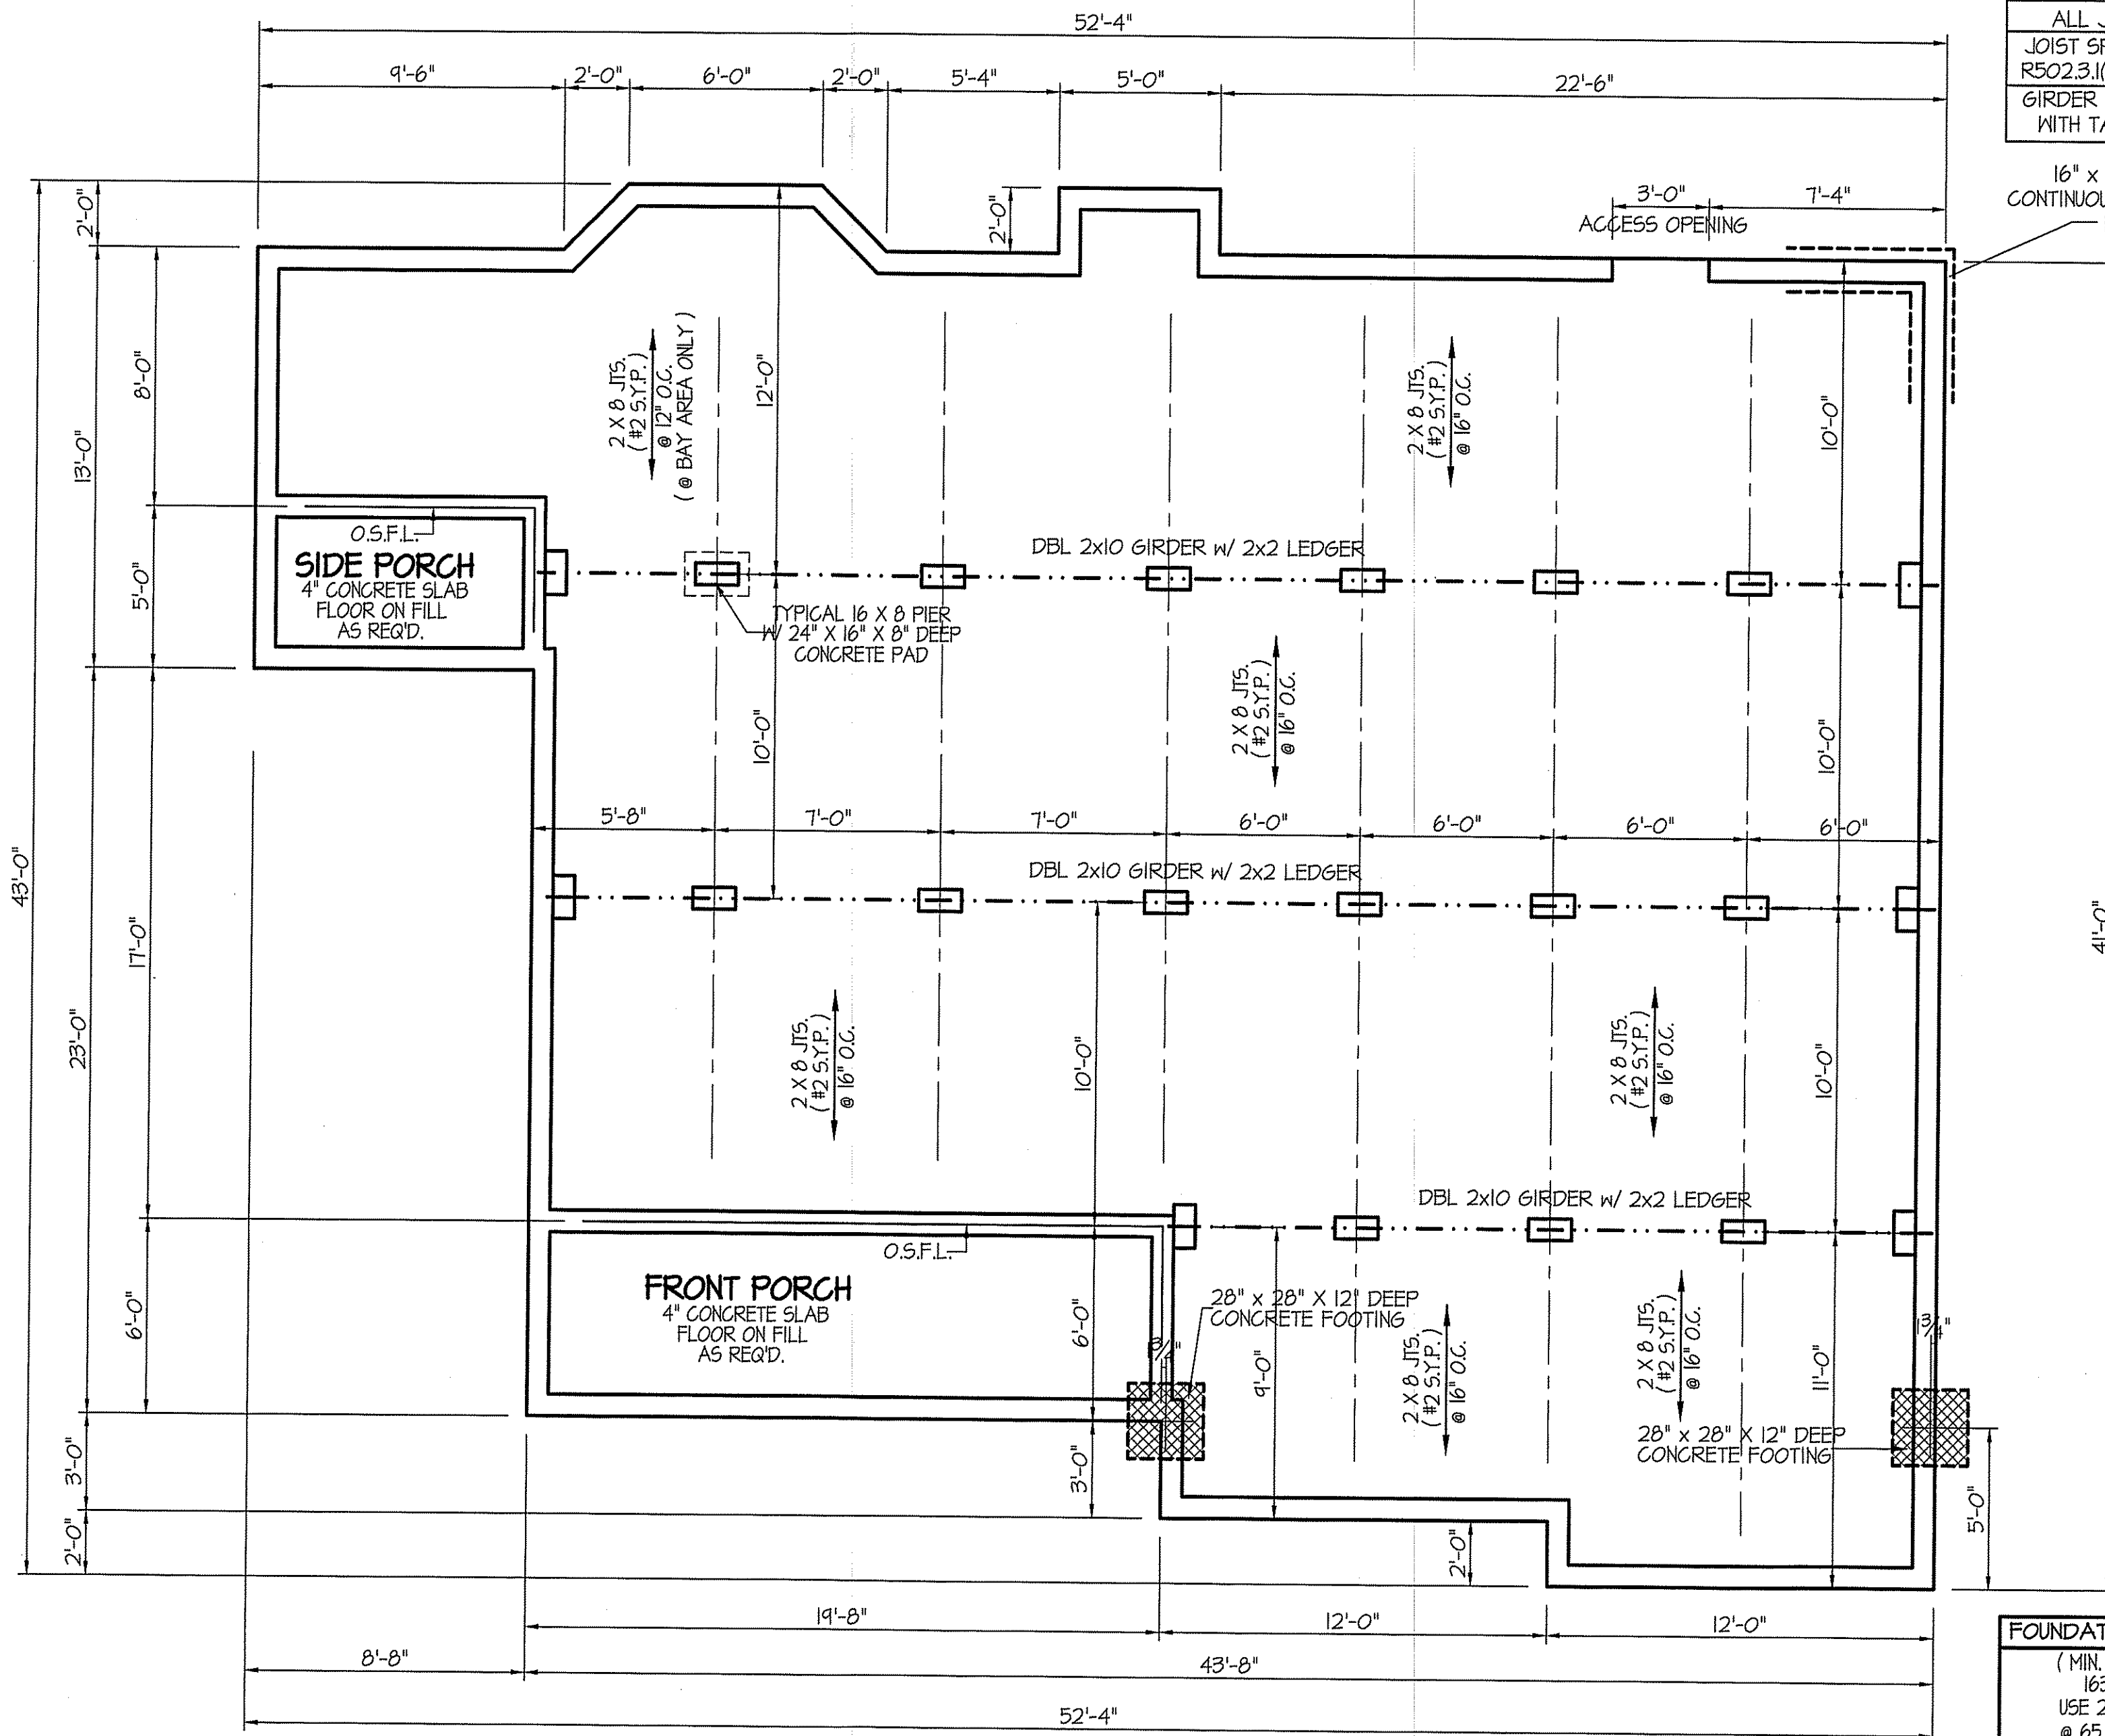 52'-4"
9'-6" 2'-0" 6'-0" 2'-0" 5'-4" 5'-0" 22'-6"
ALL
GIRDER
16" x
2'-0"
2'-0"
3'-0" 7'-4"
ACCESS OPENING
43'-0"
13'-0"
8'-0"
5'-0"
2 X 8 JTS.
( #2 S.Y.P. )
@ 12" O.C.
( @ BAY AREA ONLY )
12'-0"
2 X 8 JTS.
( #2 S.Y.P. )
@ 16" O.C.
10'-0"
O.S.F.L.
SIDE PORCH
4" CONCRETE SLAB
FLOOR ON FILL
AS REQ'D.
DBL 2x10 GIRDER w/ 2x2 LEDGER
TYPICAL 16 X 8 PIER
W/ 24" X 16" X 8" DEEP
CONCRETE PAD
2 X 8 JTS.
( #2 S.Y.P. )
@ 16" O.C.
10'-0"
10'-0"
5'-8" 7'-0" 7'-0" 6'-0" 6'-0" 6'-0" 6'-0"
DBL 2x10 GIRDER w/ 2x2 LEDGER
41'-0"
23'-0"
17'-0"
2 X 8 JTS.
( #2 S.Y.P. )
@ 16" O.C.
10'-0"
2 X 8 JTS.
( #2 S.Y.P. )
@ 16" O.C.
10'-0"
DBL 2x10 GIRDER w/ 2x2 LEDGER
O.S.F.L.
FRONT PORCH
4" CONCRETE SLAB
FLOOR ON FILL
AS REQ'D.
6'-0"
6'-0"
28" x 28" X 12" DEEP
CONCRETE FOOTING
1 3/4"
9'-0"
2 X 8 JTS.
( #2 S.Y.P. )
@ 16" O.C.
2 X 8 JTS.
( #2 S.Y.P. )
@ 16" O.C.
11'-0"
1 3/4"
28" x 28" X 12" DEEP
CONCRETE FOOTING
3'-0"
3'-0"
2'-0"
2'-0"
5'-0"
19'-8" 12'-0" 12'-0"
8'-8" 43'-8"
52'-4"
( MIN.
USE 2
@ 65